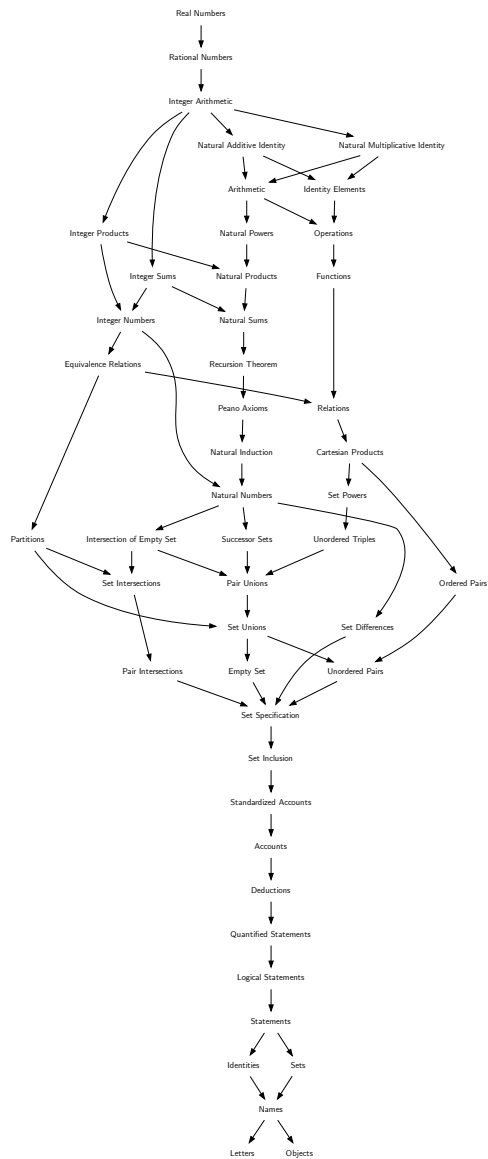 Real Numbers
Rational Numbers
Integer Arithmetic
Natural Additive Identity
Natural Multiplicative Identity
Arithmetic
Identity Elements
Integer Products
Natural Powers
Operations
Integer Sums
Natural Products
Functions
Integer Numbers
Natural Sums
Equivalence Relations
Recursion Theorem
Peano Axioms
Relations
Natural Induction
Cartesian Products
Natural Numbers
Set Powers
Partitions
Intersection of Empty Set
Successor Sets
Unordered Triples
Set Intersections
Pair Unions
Ordered Pairs
Set Unions
Set Differences
Pair Intersections
Empty Set
Unordered Pairs
Set Specification
Set Inclusion
Standardized Accounts
Accounts
Deductions
Quantified Statements
Logical Statements
Statements
Identities
Sets
Names
Letters
Objects